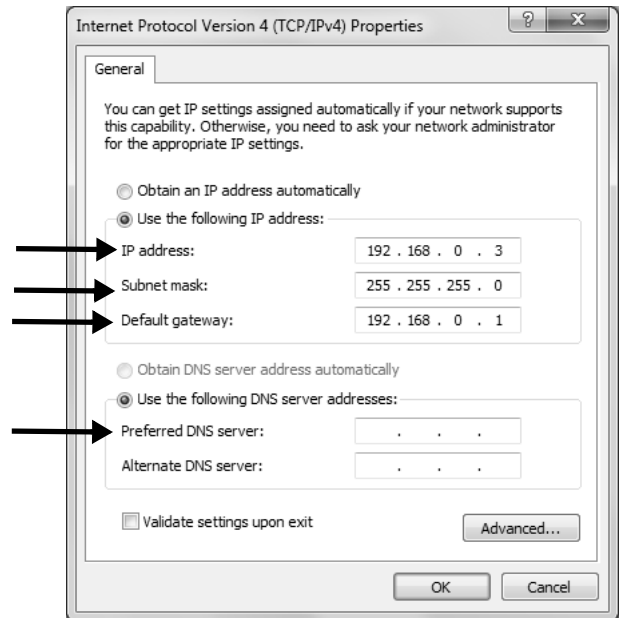 Internet Protocol Version 4 (TCP/IPv4) Properties
General
You can get IP settings assigned automatically if your network supports
this capability. Otherwise, you need to ask your network administrator
for the appropriate IP settings.
Obtain an IP address automatically
Use the following IP address:
IP address: 192 . 168 . 0 . 3
Subnet mask: 255 . 255 . 255 . 0
Default gateway: 192 . 168 . 0 . 1
Obtain DNS server address automatically
Use the following DNS server addresses:
Preferred DNS server: . . .
Alternate DNS server: . . .
Validate settings upon exit
Advanced...
OK Cancel